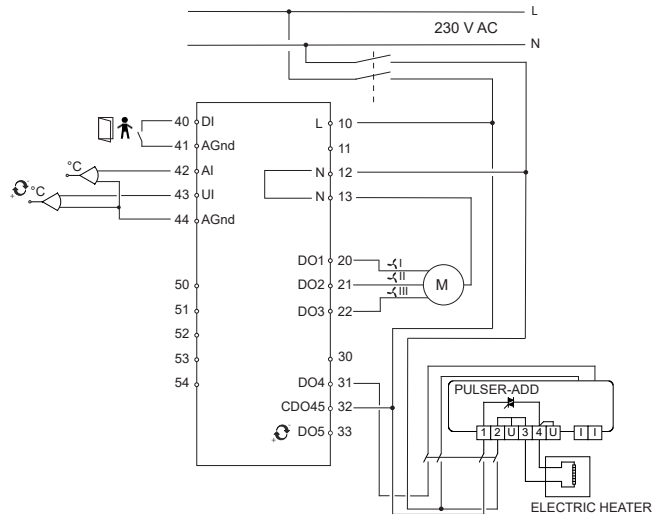 L
230 V AC
N
40 DI
L 10
41 AGnd
11
°C
42 AI
N 12
°C
43 UI
N 13
44 AGnd
DO1 20 I
50
DO2 21 II M
51
DO3 22 III
52
53
30
54
DO4 31
PULSER-ADD
CDO45 32
DO5 33
1 2 U 3 4 U I I
ELECTRIC HEATER